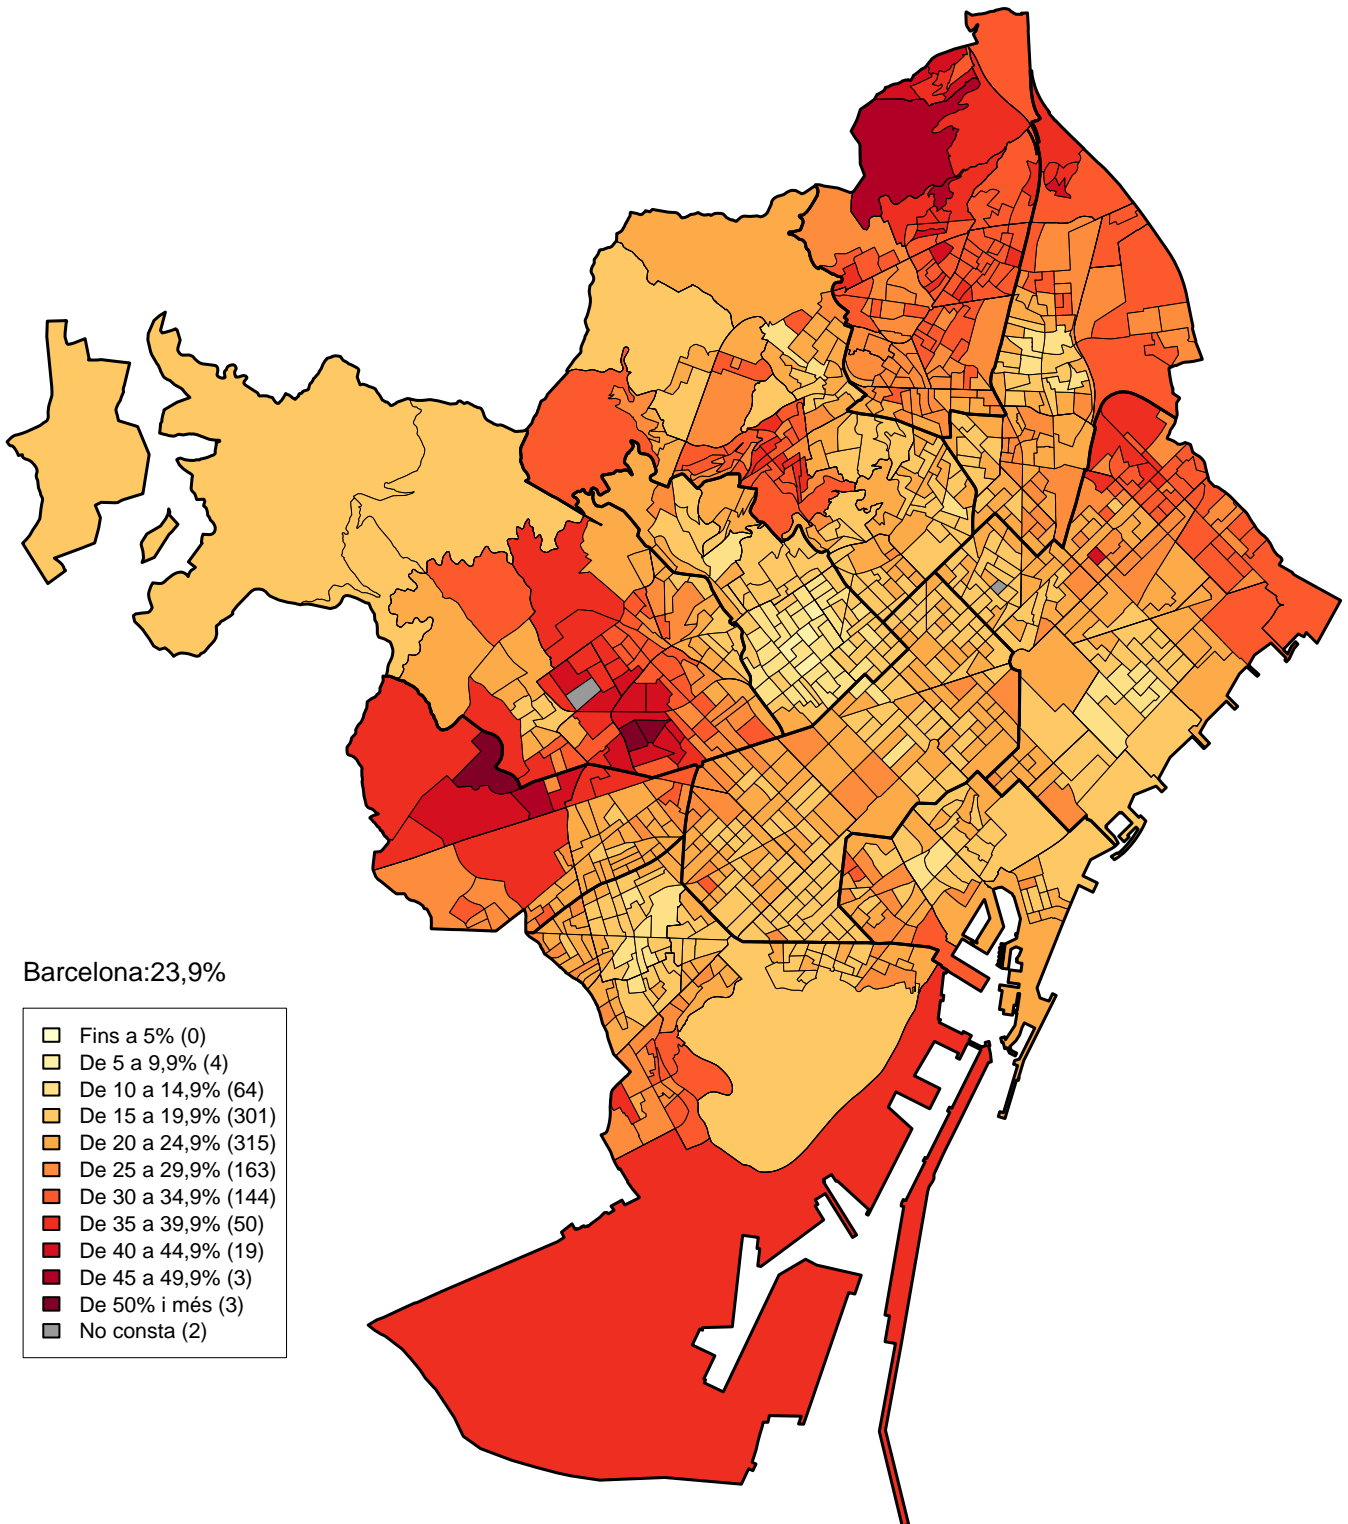 Barcelona:23,9%
Fins a 5% (0)
De 5 a 9,9% (4)
De 10 a 14,9% (64)
De 15 a 19,9% (301)
De 20 a 24,9% (315)
De 25 a 29,9% (163)
De 30 a 34,9% (144)
De 35 a 39,9% (50)
De 40 a 44,9% (19)
De 45 a 49,9% (3)
De 50% i més (3)
No consta (2)